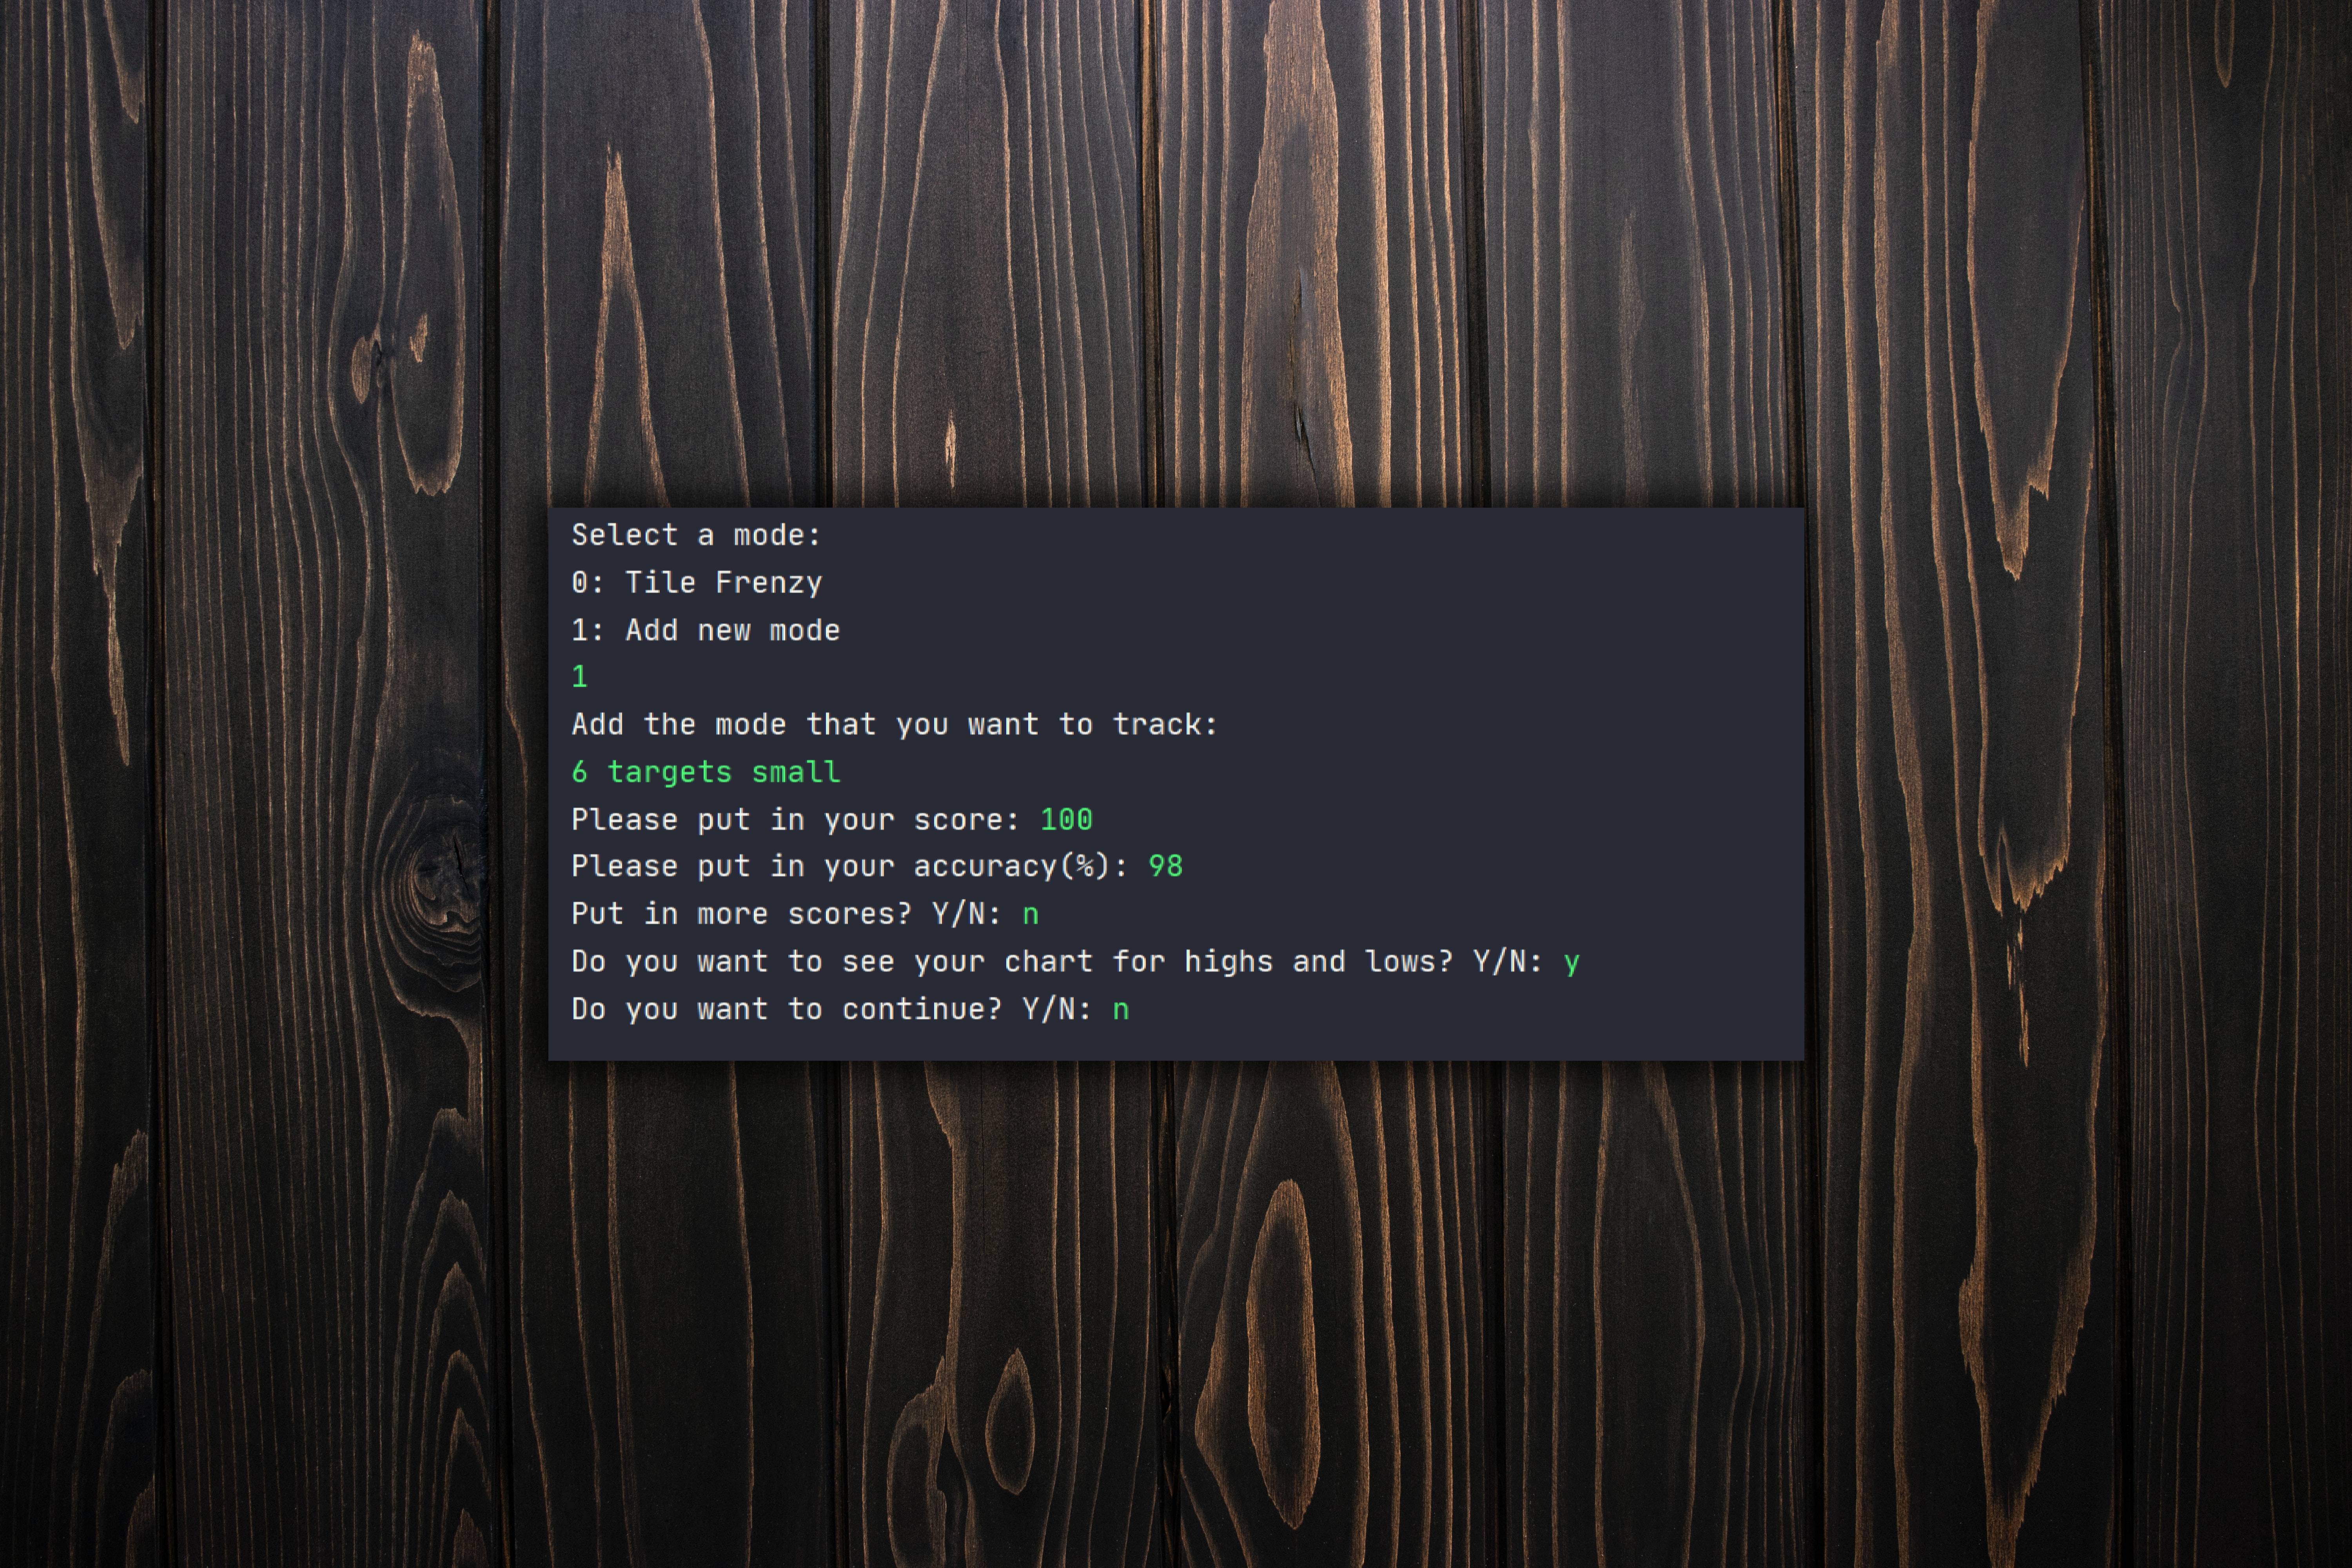 Select a mode:
0: Tile Frenzy
1: Add new mode
1
Add the mode that you want to track:
6 targets small
Please put in your score: 100
Please put in your accuracy(%): 98
Put in more scores? Y/N: n
Do you want to see your chart for highs and lows? Y/N: y
Do you want to continue? Y/N: n